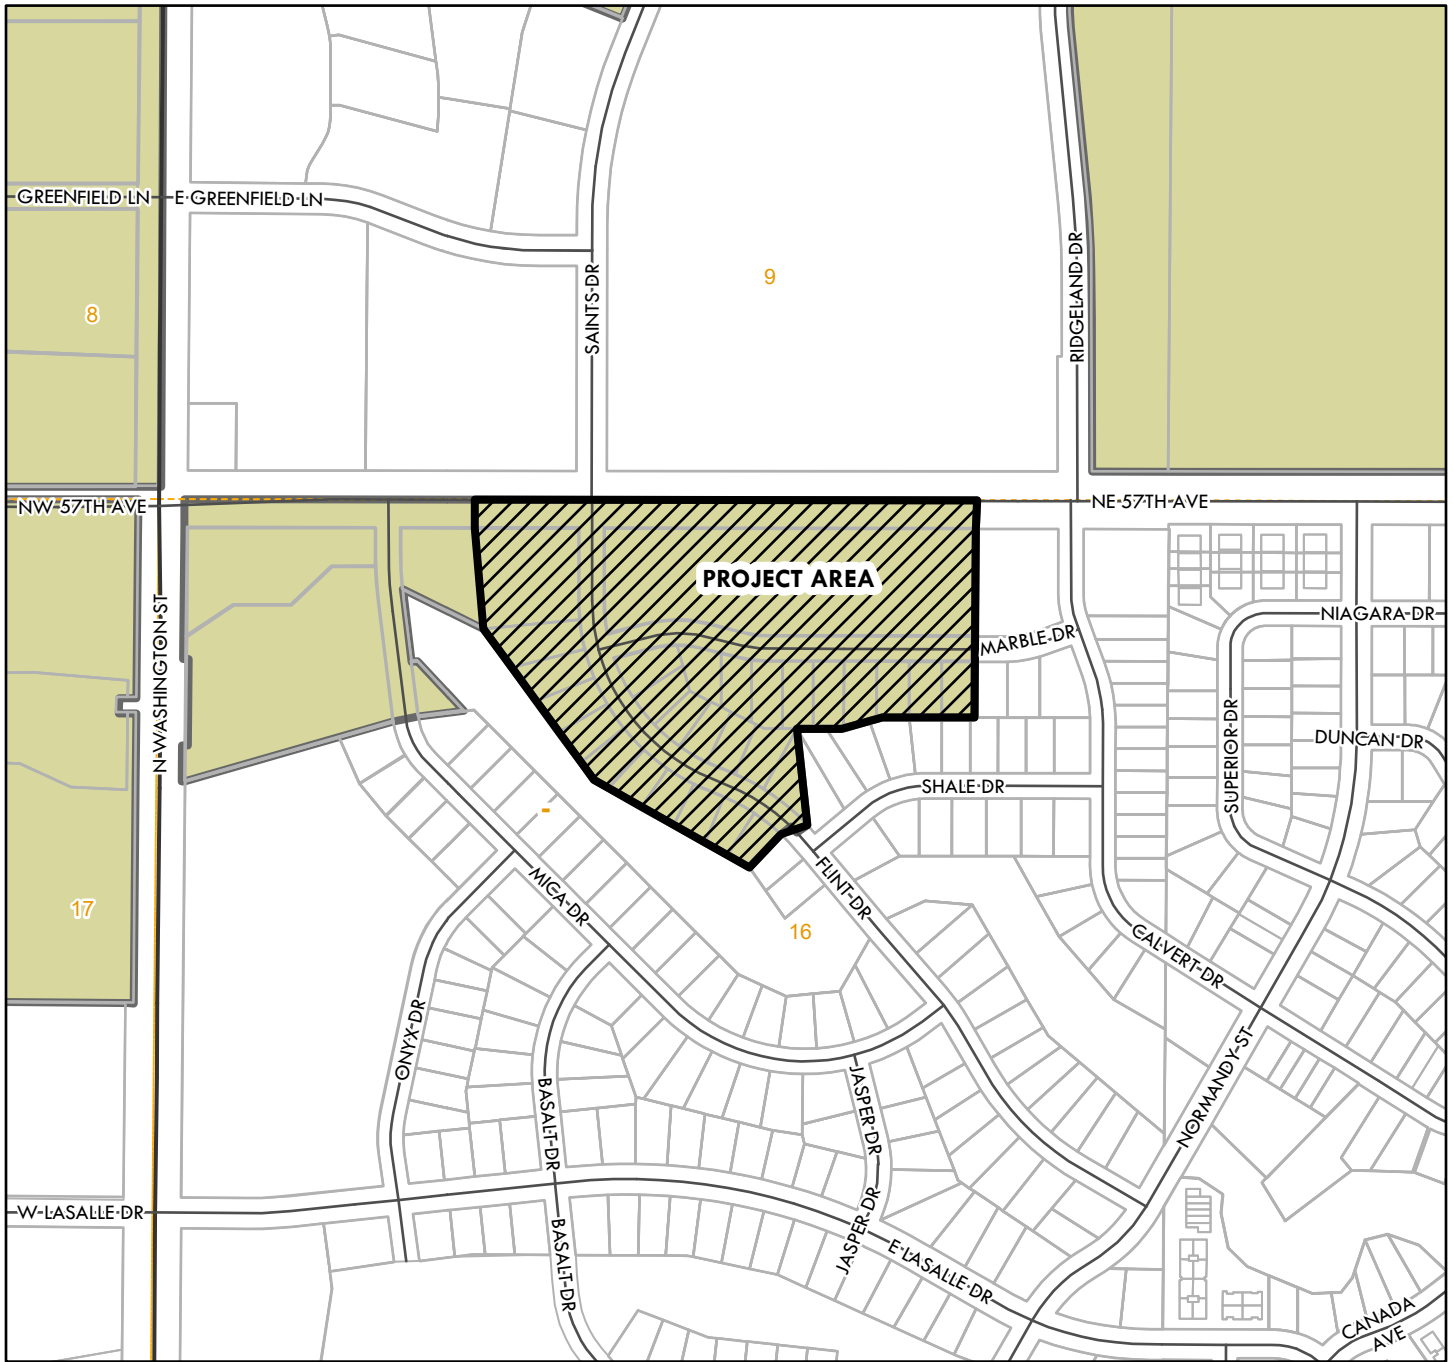 GREENFIELD LN
E GREENFIELD LN
SAINTS DR
RIDGELAND DR
9
8
NW 57TH AVE
NE 57TH AVE
PROJECT AREA
N WASHINGTON ST
MARBLE DR
NIAGARA DR
SUPERIOR DR
DUNCAN DR
SHALE DR
-
17
MICA DR
FLINT DR
16
CALVERT DR
ONYX DR
NORMANDY ST
BASALT DR
JASPER DR
W LASALLE DR
BASALT DR
JASPER DR
E LASALLE DR
CANADA
AVE